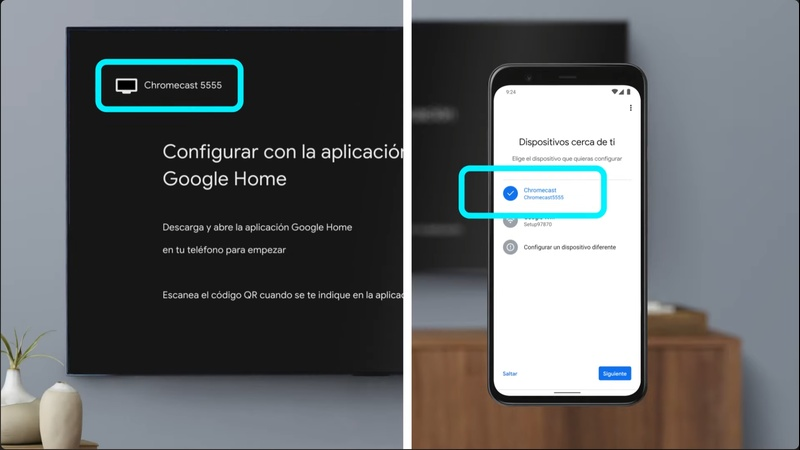 Chromecast 5555
Configurar con la aplicación
Google Home
Descarga y abre la aplicación Google Home
en tu teléfono para empezar
Escanea el código QR cuando se te indique en la aplicac
9:24
Dispositivos cerca de ti
Elige el dispositivo que quieras configurar
Chromecast
Chromecast5555
Setup97870
Configurar un dispositivo diferente
Saltar
Siguiente